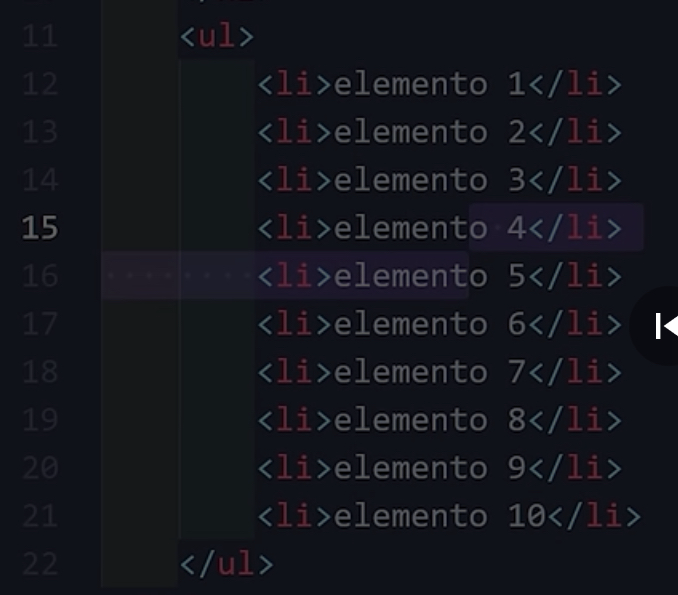 11 <ul>
12 <li>elemento 1</li>
13 <li>elemento 2</li>
14 <li>elemento 3</li>
15 <li>elemento 4</li>
16 <li>elemento 5</li>
17 <li>elemento 6</li>
18 <li>elemento 7</li>
19 <li>elemento 8</li>
20 <li>elemento 9</li>
21 <li>elemento 10</li>
22 </ul>